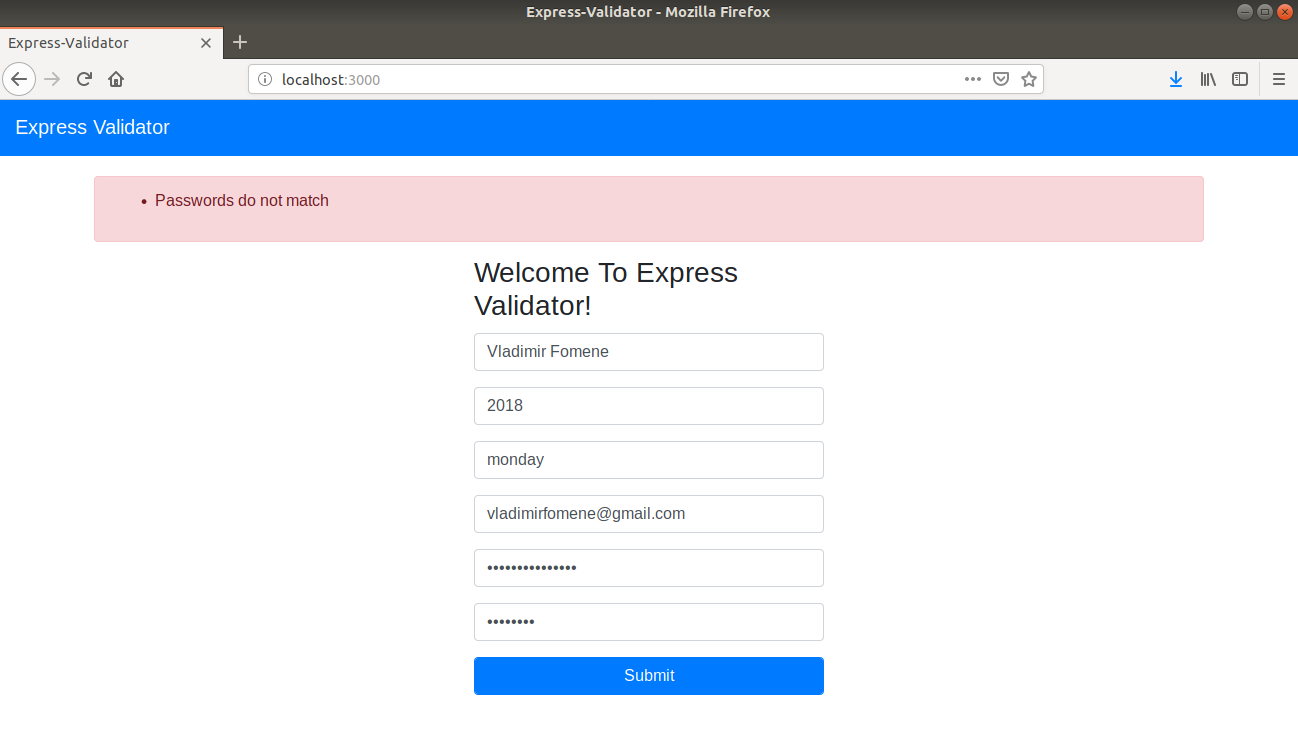 Express-Validator - Mozilla Firefox
Express-Validator
localhost:3000
Express Validator
• Passwords do not match
Welcome To Express
Validator!
Vladimir Fomene
2018
monday
vladimirfomene@gmail.com
•••••••••••••••
••••••••
Submit